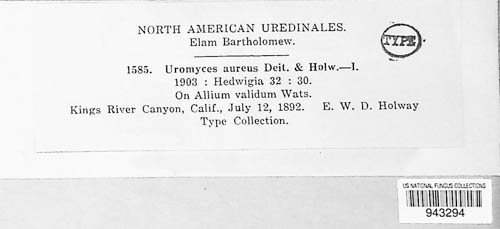 NORTH AMERICAN UREDINALES.
Elam Bartholomew.
TYPE
1585. Uromyces aureus Deit. & Holw.—I.
1903 : Hedwigia 32 : 30.
On Allium validum Wats.
Kings River Canyon, Calif., July 12, 1892. E. W. D. Holway
Type Collection.
US NATIONAL FUNGUS COLLECTIONS
943294